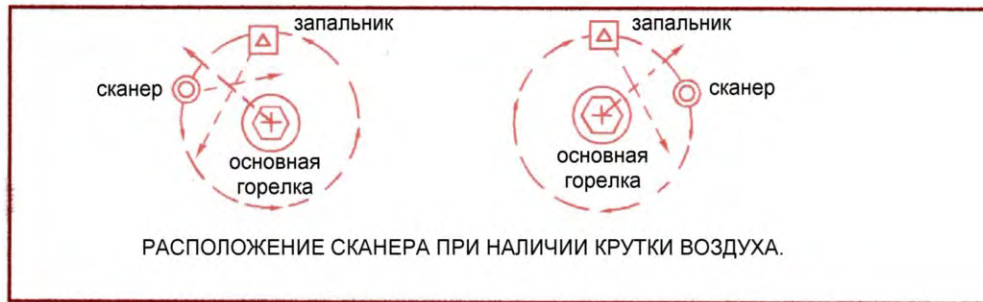 запальник
сканер
основная
горелка
запальник
сканер
основная
горелка
РАСПОЛОЖЕНИЕ СКАНЕРА ПРИ НАЛИЧИИ КРУТКИ ВОЗДУХА.